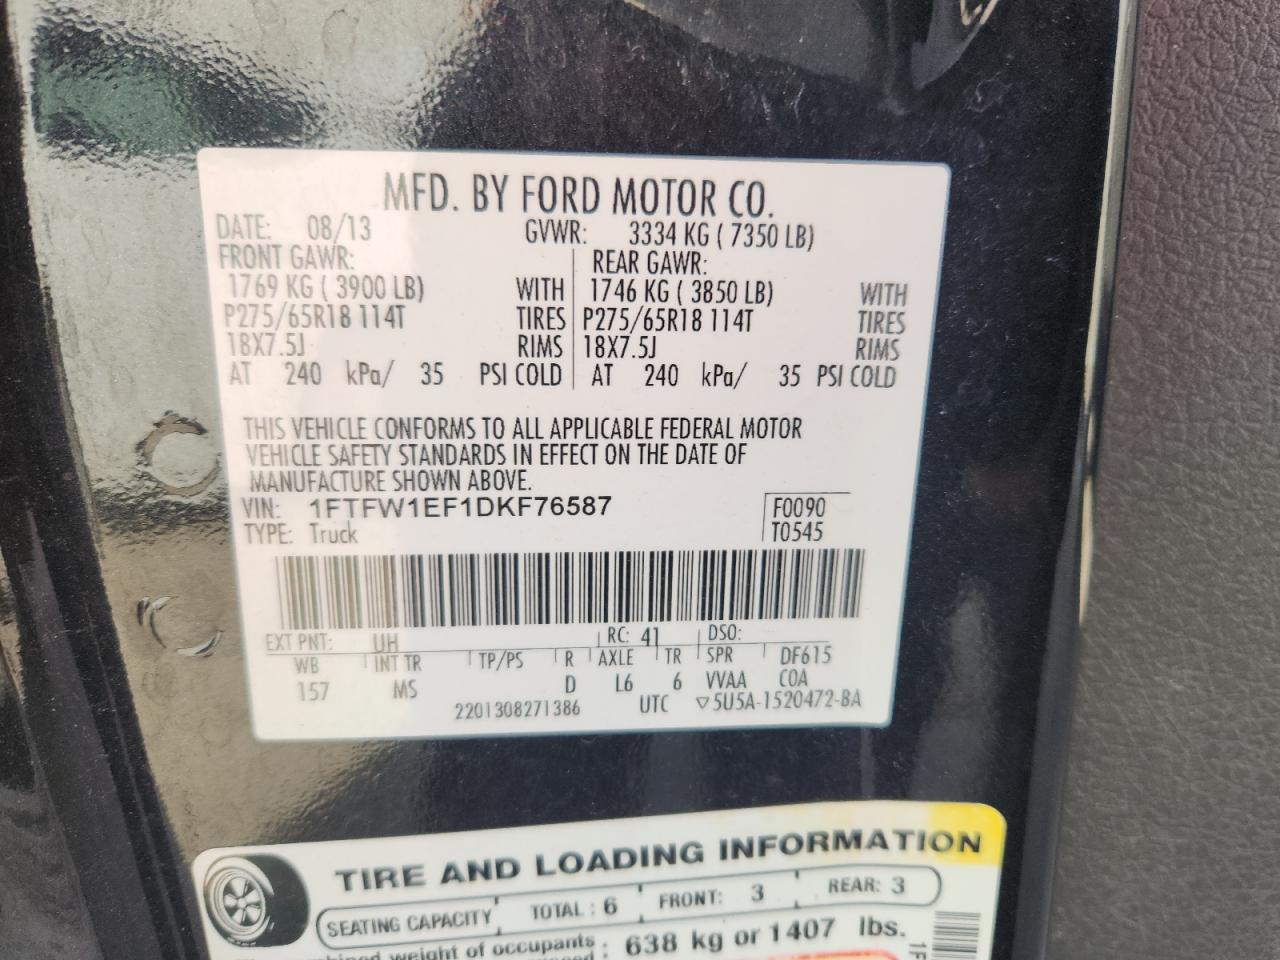 MFD. BY FORD MOTOR CO.
DATE: 08/13 GVWR: 3334 KG ( 7350 LB)
FRONT GAWR: REAR GAWR:
1769 KG ( 3900 LB) WITH 1746 KG ( 3850 LB) WITH
P275/65R18 114T TIRES P275/65R18 114T TIRES
18X7.5J RIMS 18X7.5J RIMS
AT 240 kPa/ 35 PSI COLD AT 240 kPa/ 35 PSI COLD
THIS VEHICLE CONFORMS TO ALL APPLICABLE FEDERAL MOTOR
VEHICLE SAFETY STANDARDS IN EFFECT ON THE DATE OF
MANUFACTURE SHOWN ABOVE.
VIN: 1FTFW1EF1DKF76587 F0090
TYPE: Truck T0545
EXT PNT: UH RC: 41 DSO:
WB INT TR TP/PS R AXLE TR SPR DF615
157 MS D L6 6 VVAA COA
2201308271386 UTC ▽5U5A-1520472-BA
TIRE AND LOADING INFORMATION
SEATING CAPACITY TOTAL : 6 FRONT: 3 REAR: 3
weight of occupants : 638 kg or 1407 lbs.
1F